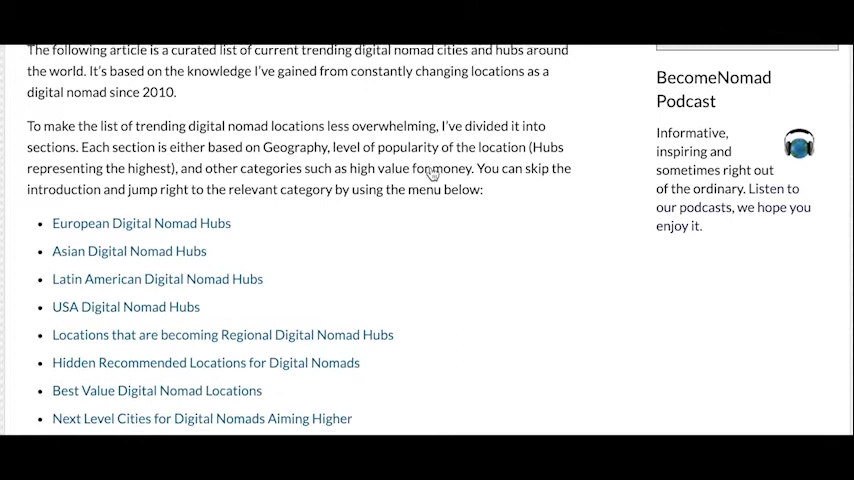 The following article is a curated list of current trending digital nomad cities and hubs around
the world. It's based on the knowledge I've gained from constantly changing locations as a
digital nomad since 2010.
To make the list of trending digital nomad locations less overwhelming, I've divided it into
sections. Each section is either based on Geography, level of popularity of the location (Hubs
representing the highest), and other categories such as high value for money. You can skip the
introduction and jump right to the relevant category by using the menu below:
European Digital Nomad Hubs
Asian Digital Nomad Hubs
Latin American Digital Nomad Hubs
USA Digital Nomad Hubs
Locations that are becoming Regional Digital Nomad Hubs
Hidden Recommended Locations for Digital Nomads
Best Value Digital Nomad Locations
Next Level Cities for Digital Nomads Aiming Higher
BecomeNomad
Podcast
Informative,
inspiring and
sometimes right out
of the ordinary. Listen to
our podcasts, we hope you
enjoy it.